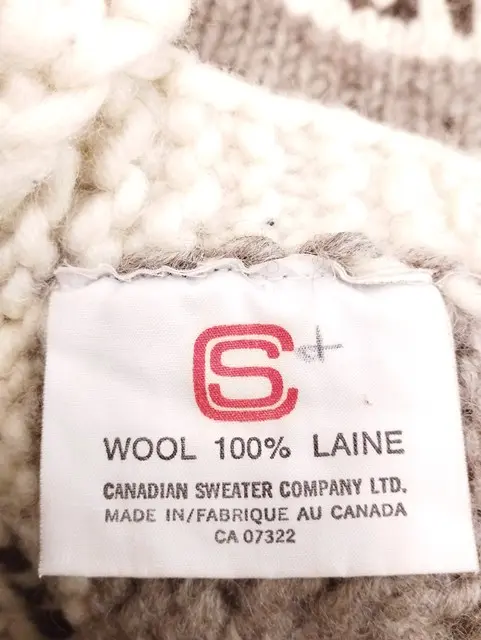 CS
WOOL 100% LAINE
CANADIAN SWEATER COMPANY LTD.
MADE IN/FABRIQUE AU CANADA
CA 07322